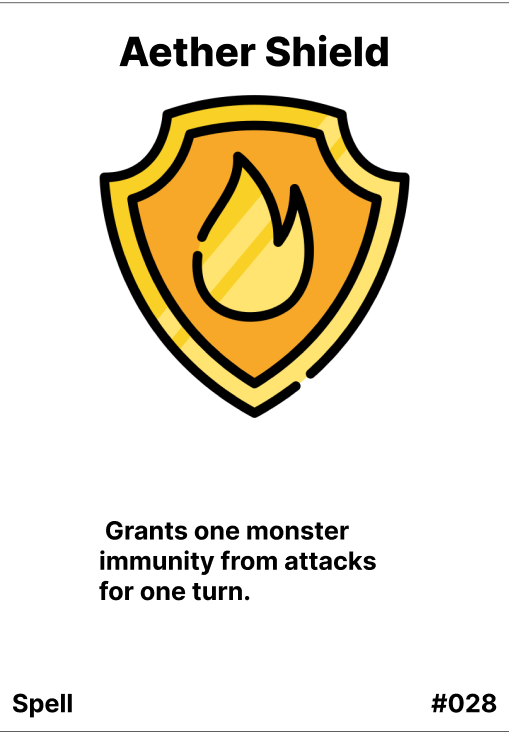 Aether Shield
Grants one monster
immunity from attacks
for one turn.
Spell
#028